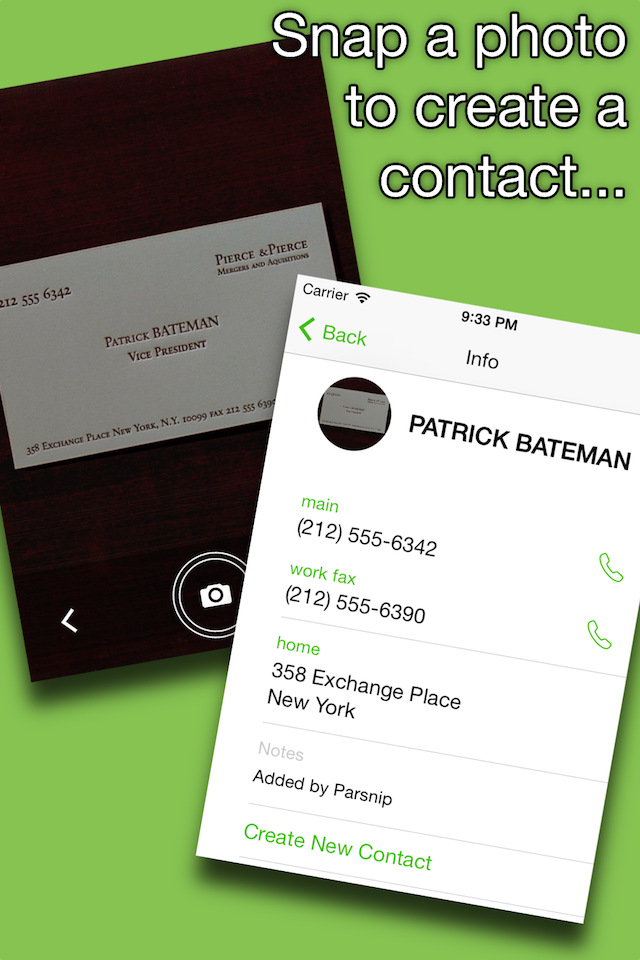 Snap a photo
to create a
contact...
212 555 6342
PIERCE & PIERCE
MERGERS AND AQUISITIONS
PATRICK BATEMAN
VICE PRESIDENT
358 EXCHANGE PLACE NEW YORK, N.Y. 10099 FAX 212 555 6390
Carrier
9:33 PM
Back
Info
PATRICK BATEMAN
main
(212) 555-6342
work fax
(212) 555-6390
home
358 Exchange Place
New York
Notes
Added by Parsnip
Create New Contact